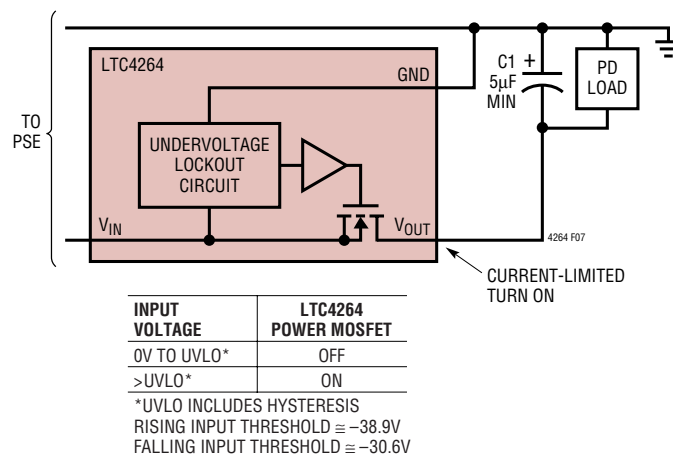 LTC4264
GND
C1
+
5µF
MIN
PD
LOAD
TO
PSE
UNDERVOLTAGE
LOCKOUT
CIRCUIT
VIN
VOUT
4264 F07
CURRENT-LIMITED
TURN ON
INPUT
VOLTAGE
LTC4264
POWER MOSFET
0V TO UVLO*
OFF
>UVLO*
ON
*UVLO INCLUDES HYSTERESIS
RISING INPUT THRESHOLD ≅ –38.9V
FALLING INPUT THRESHOLD ≅ –30.6V